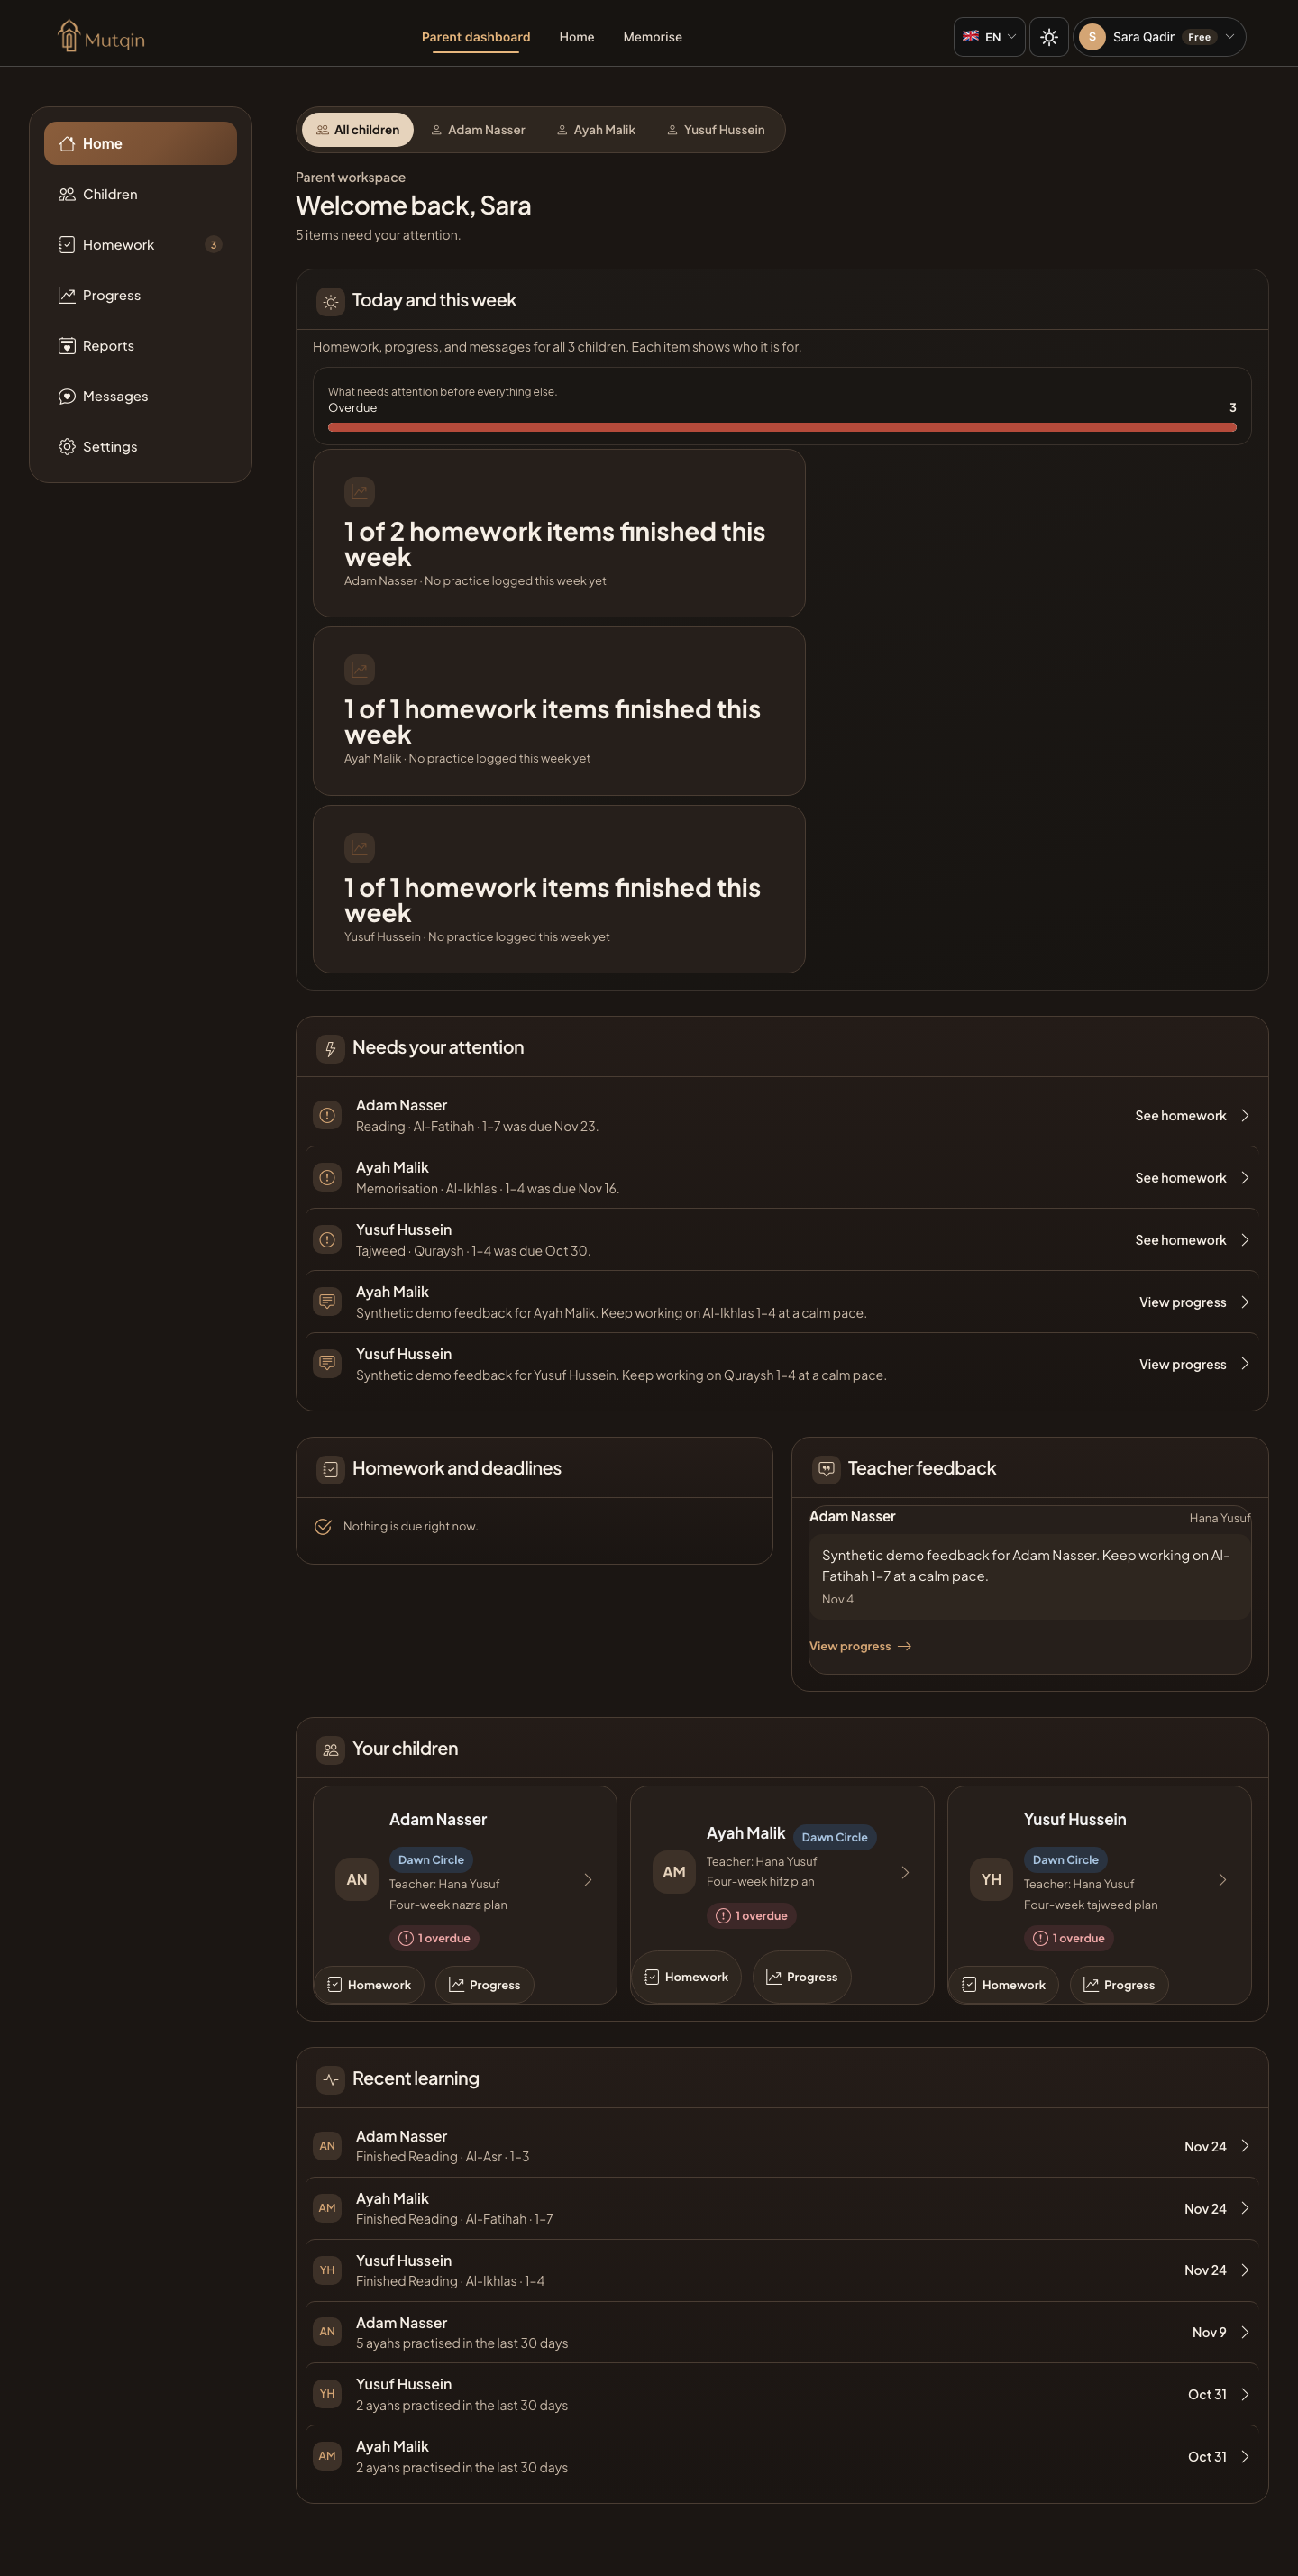 Mutqin
Parent dashboard
Home
Memorise
EN
S
Sara Qadir
Free
Home
Children
Homework
3
Progress
Reports
Messages
Settings
All children
Adam Nasser
Ayah Malik
Yusuf Hussein
Parent workspace
Welcome back, Sara
5 items need your attention.
Today and this week
Homework, progress, and messages for all 3 children. Each item shows who it is for.
What needs attention before everything else.
Overdue
3
1 of 2 homework items finished this
week
Adam Nasser · No practice logged this week yet
1 of 1 homework items finished this
week
Ayah Malik · No practice logged this week yet
1 of 1 homework items finished this
week
Yusuf Hussein · No practice logged this week yet
Needs your attention
Adam Nasser
Reading · Al-Fatihah · 1–7 was due Nov 23.
See homework
Ayah Malik
Memorisation · Al-Ikhlas · 1–4 was due Nov 16.
See homework
Yusuf Hussein
Tajweed · Quraysh · 1–4 was due Oct 30.
See homework
Ayah Malik
Synthetic demo feedback for Ayah Malik. Keep working on Al-Ikhlas 1–4 at a calm pace.
View progress
Yusuf Hussein
Synthetic demo feedback for Yusuf Hussein. Keep working on Quraysh 1–4 at a calm pace.
View progress
Homework and deadlines
Nothing is due right now.
Teacher feedback
Adam Nasser
Hana Yusuf
Synthetic demo feedback for Adam Nasser. Keep working on Al-
Fatihah 1–7 at a calm pace.
Nov 4
View progress
Your children
AN
Adam Nasser
Dawn Circle
Teacher: Hana Yusuf
Four-week nazra plan
1 overdue
Homework
Progress
AM
Ayah Malik
Dawn Circle
Teacher: Hana Yusuf
Four-week hifz plan
1 overdue
Homework
Progress
YH
Yusuf Hussein
Dawn Circle
Teacher: Hana Yusuf
Four-week tajweed plan
1 overdue
Homework
Progress
Recent learning
AN
Adam Nasser
Finished Reading · Al-Asr · 1–3
Nov 24
AM
Ayah Malik
Finished Reading · Al-Fatihah · 1–7
Nov 24
YH
Yusuf Hussein
Finished Reading · Al-Ikhlas · 1–4
Nov 24
AN
Adam Nasser
5 ayahs practised in the last 30 days
Nov 9
YH
Yusuf Hussein
2 ayahs practised in the last 30 days
Oct 31
AM
Ayah Malik
2 ayahs practised in the last 30 days
Oct 31